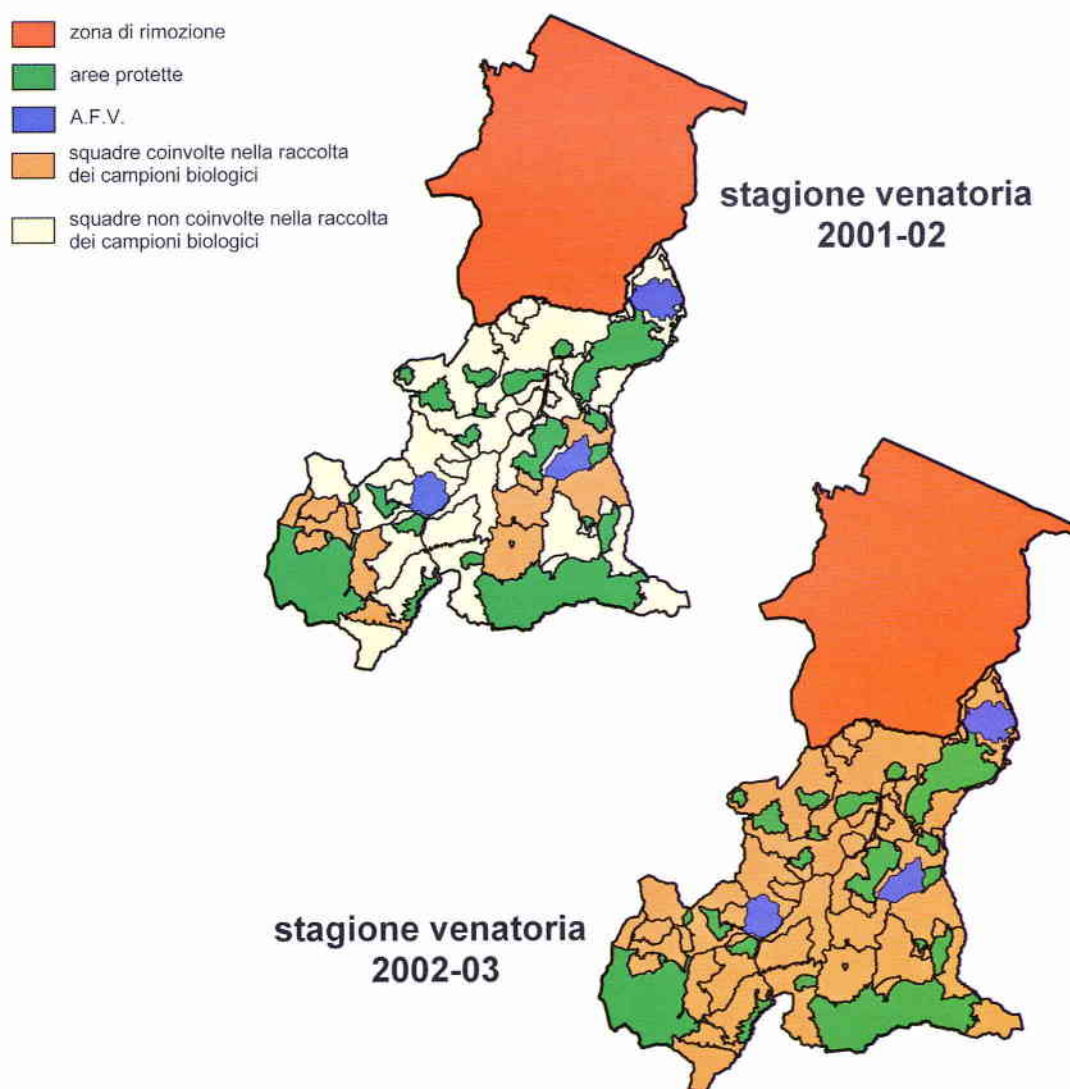 zona di rimozione
aree protette
A.F.V.
squadre coinvolte nella raccolta
dei campioni biologici
squadre non coinvolte nella raccolta
dei campioni biologici
stagione venatoria
2001-02
stagione venatoria
2002-03